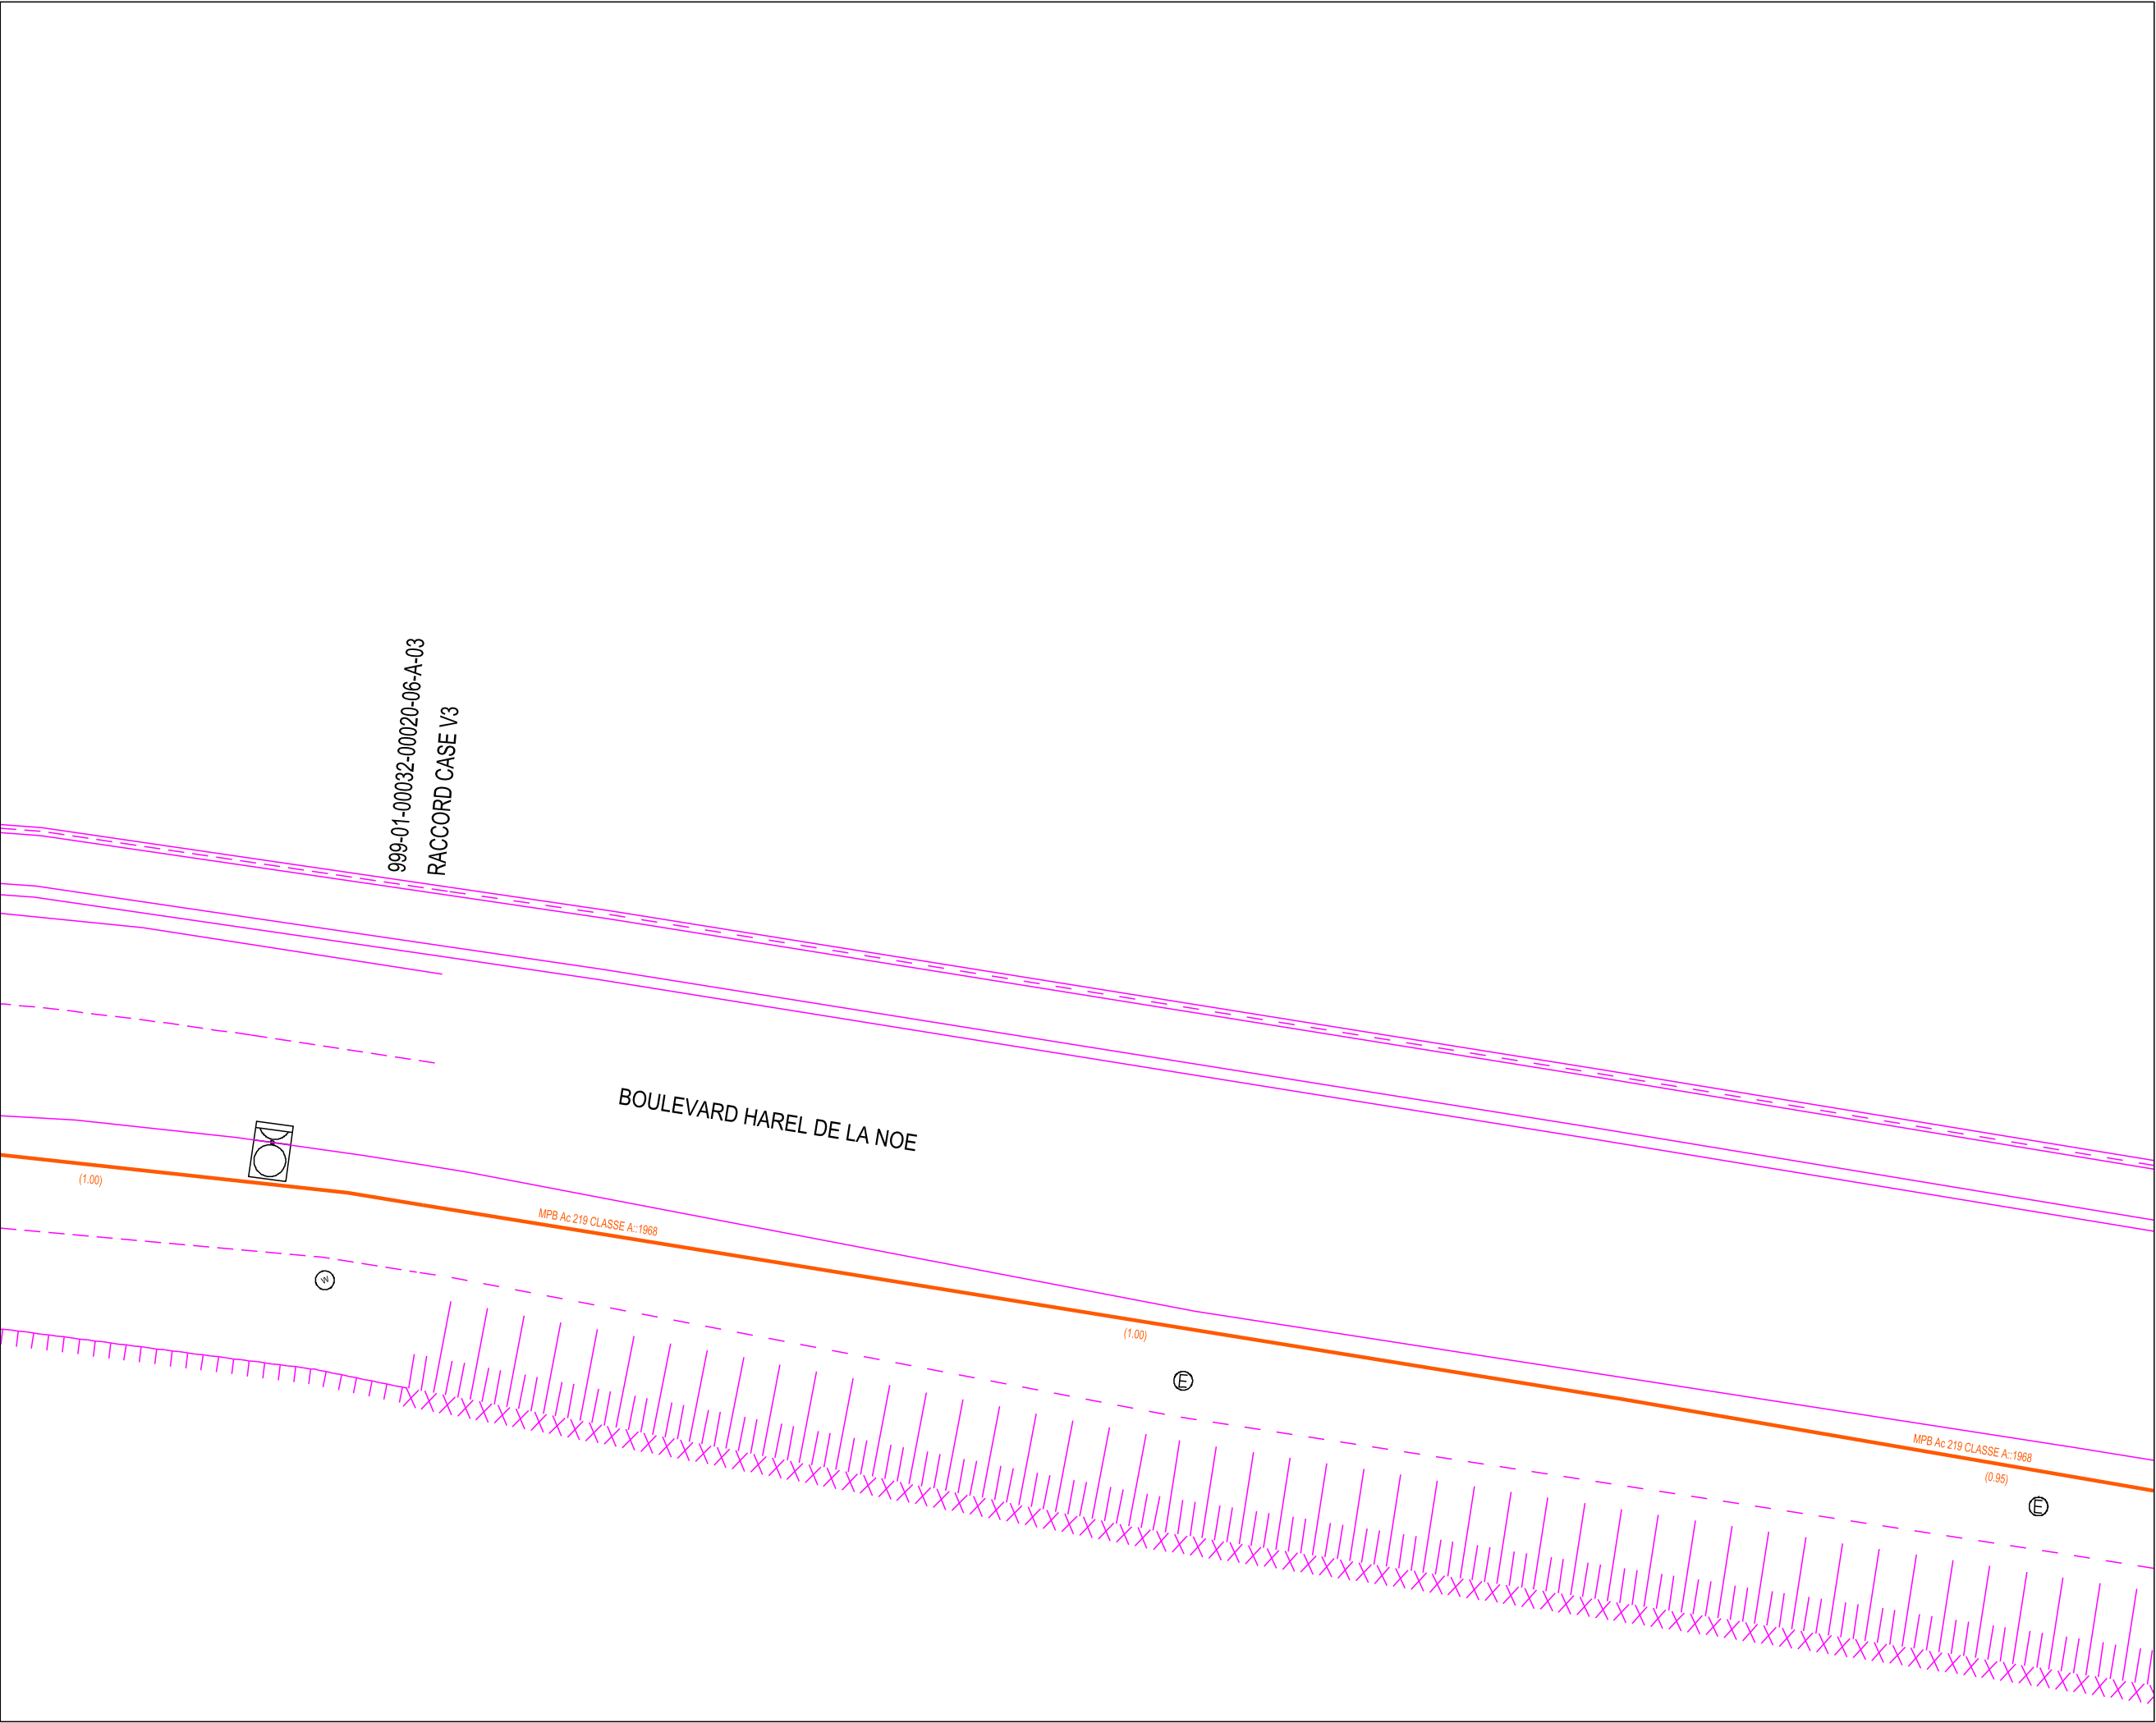 999-01-00032-00020-06-A-03
RACCORD CASE V3
BOULEVARD HAREL DE LA NOE
(1.00)
MPB Ac 219 CLASSE A::1968
W
(1.00)
E
MPB Ac 219 CLASSE A::1968
(0.95)
E